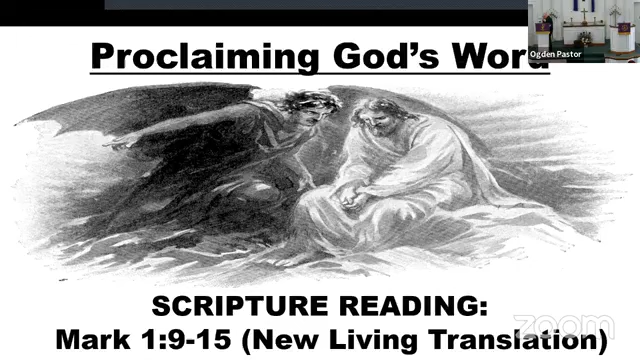 Proclaiming God's Word
Ogden Pastor
SCRIPTURE READING:
Mark 1:9-15 (New Living Translation)
zoom